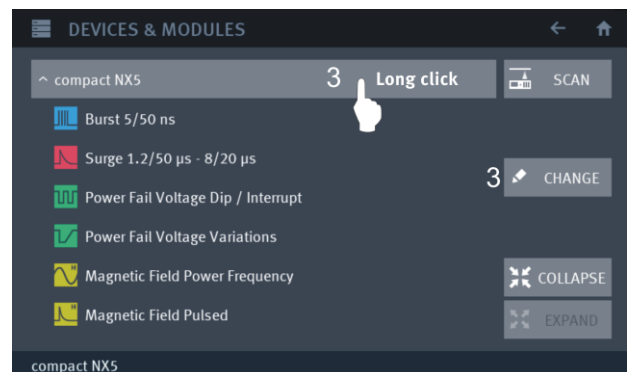 DEVICES & MODULES
compact NX5 3 Long click SCAN
Burst 5/50 ns
Surge 1.2/50 µs - 8/20 µs
3 CHANGE
Power Fail Voltage Dip / Interrupt
Power Fail Voltage Variations
Magnetic Field Power Frequency COLLAPSE
Magnetic Field Pulsed EXPAND
compact NX5